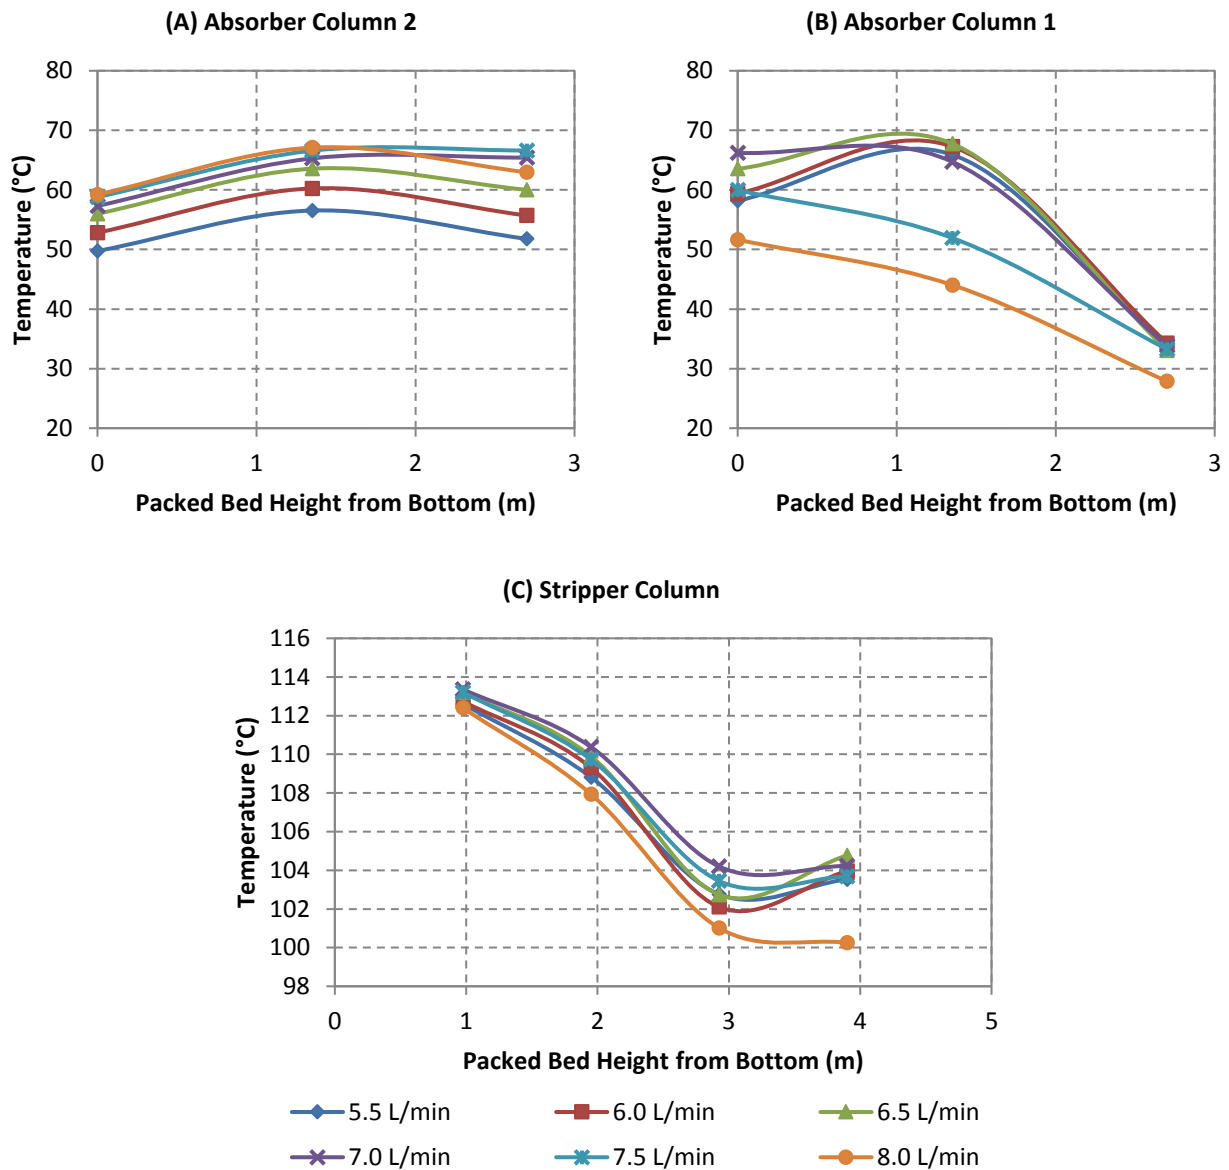 (A) Absorber Column 2
Temperature (°C)
80
70
60
50
40
30
20
0 1 2 3
Packed Bed Height from Bottom (m)
(B) Absorber Column 1
Temperature (°C)
80
70
60
50
40
30
20
0 1 2 3
Packed Bed Height from Bottom (m)
(C) Stripper Column
Temperature (°C)
116
114
112
110
108
106
104
102
100
98
0 1 2 3 4 5
Packed Bed Height from Bottom (m)
5.5 L/min 6.0 L/min 6.5 L/min
7.0 L/min 7.5 L/min 8.0 L/min